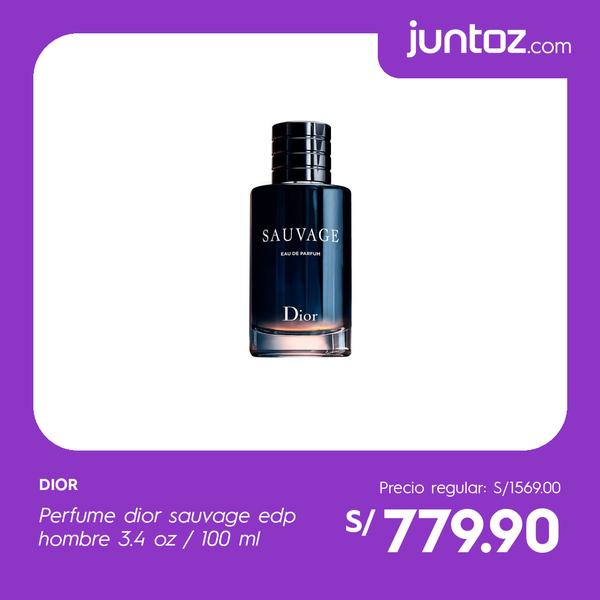 juntoz.com
SAUVAGE
EAU DE PARFUM
Dior
DIOR
Perfume dior sauvage edp
hombre 3.4 oz / 100 ml
Precio regular: S/1569.00
S/ 779.90